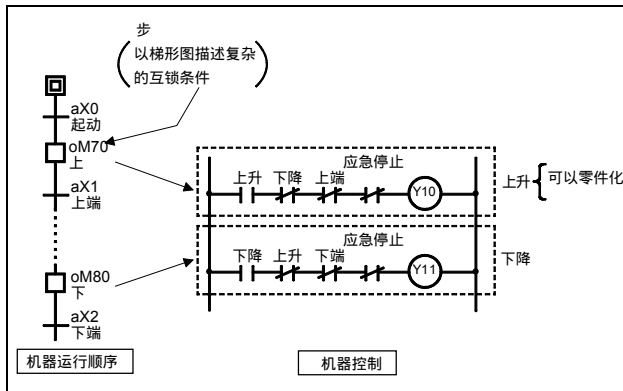 步
以梯形图描述复杂
的互锁条件
aX0
起动
oM70
上
aX1
上端
oM80
下
aX2
下端
机器运行顺序
应急停止
上升 下降 上端
Y10
上升
可以零件化
应急停止
下降 上升 下端
Y11
下降
机器控制